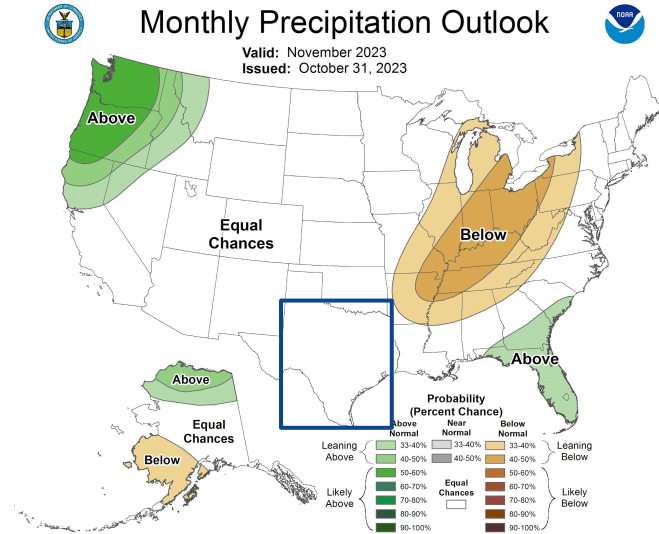 Monthly Precipitation Outlook
NOAA
Valid: November 2023
Issued: October 31, 2023
Above
Equal
Chances
Below
Above
Above
Equal
Chances
Below
Probability
(Percent Chance)
Above
Normal
Near
Normal
Below
Normal
Leaning
Above
33-40%
33-40%
33-40%
Leaning
Below
40-50%
40-50%
40-50%
Likely
Above
50-60%
60-70%
70-80%
80-90%
90-100%
Equal
Chances
50-60%
60-70%
70-80%
80-90%
90-100%
Likely
Below